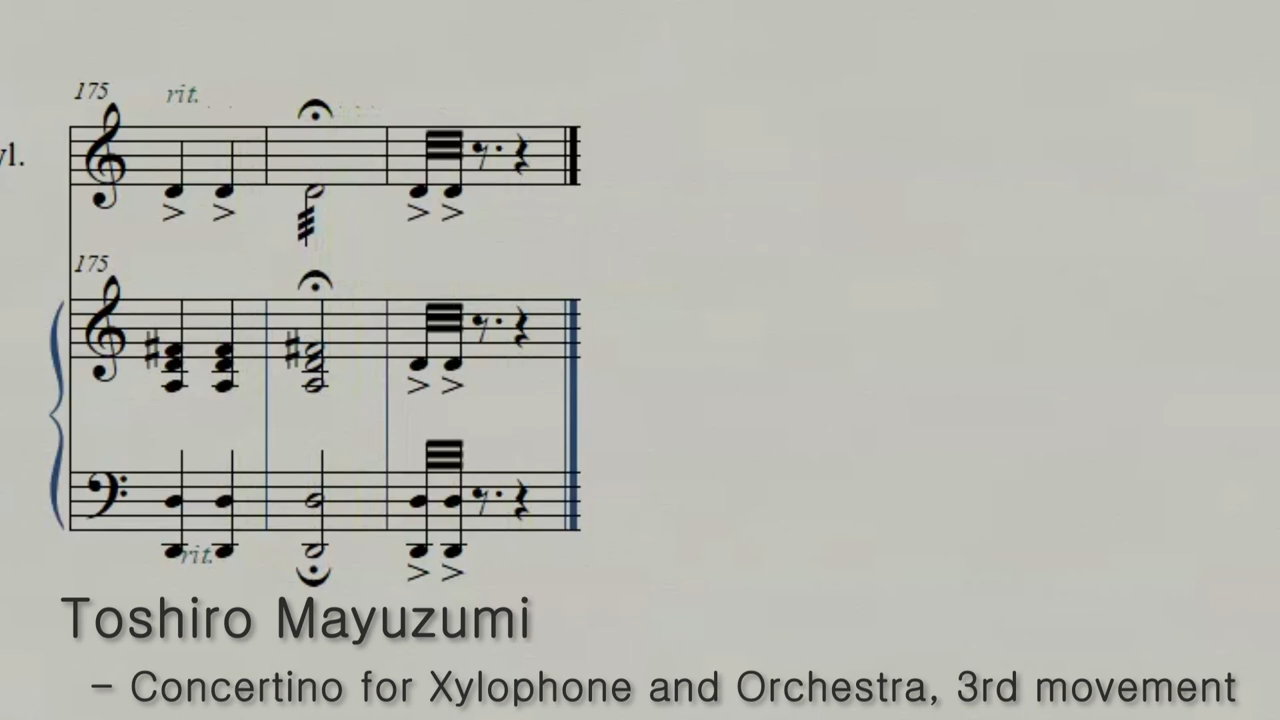 175
rit.
yl.
175
rit.
Toshiro Mayuzumi
– Concertino for Xylophone and Orchestra, 3rd movement